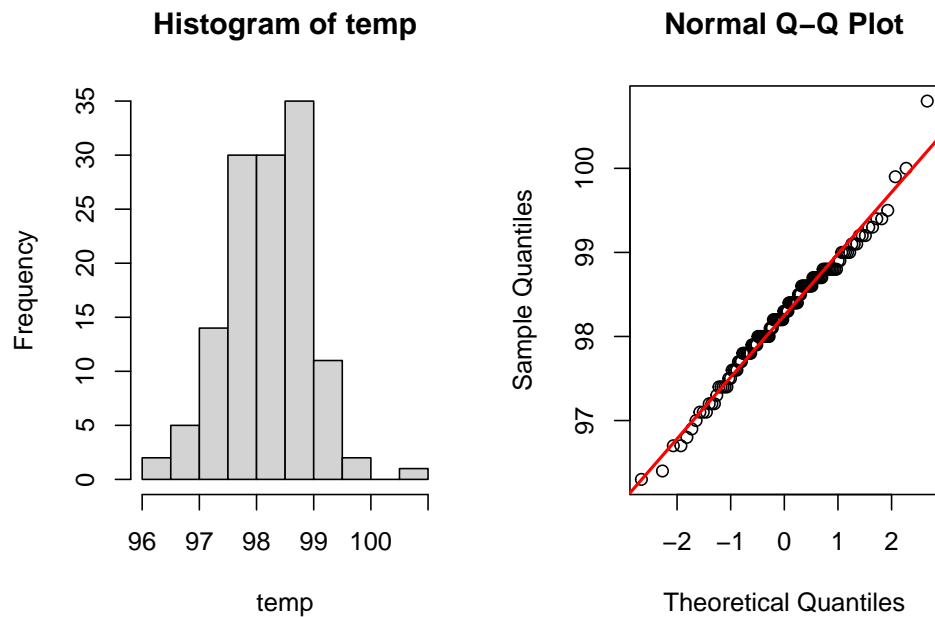 Histogram of temp
Frequency
0 5 10 15 20 25 30 35
96 97 98 99 100
temp
Normal Q−Q Plot
Sample Quantiles
97 98 99 100
−2 −1 0 1 2
Theoretical Quantiles